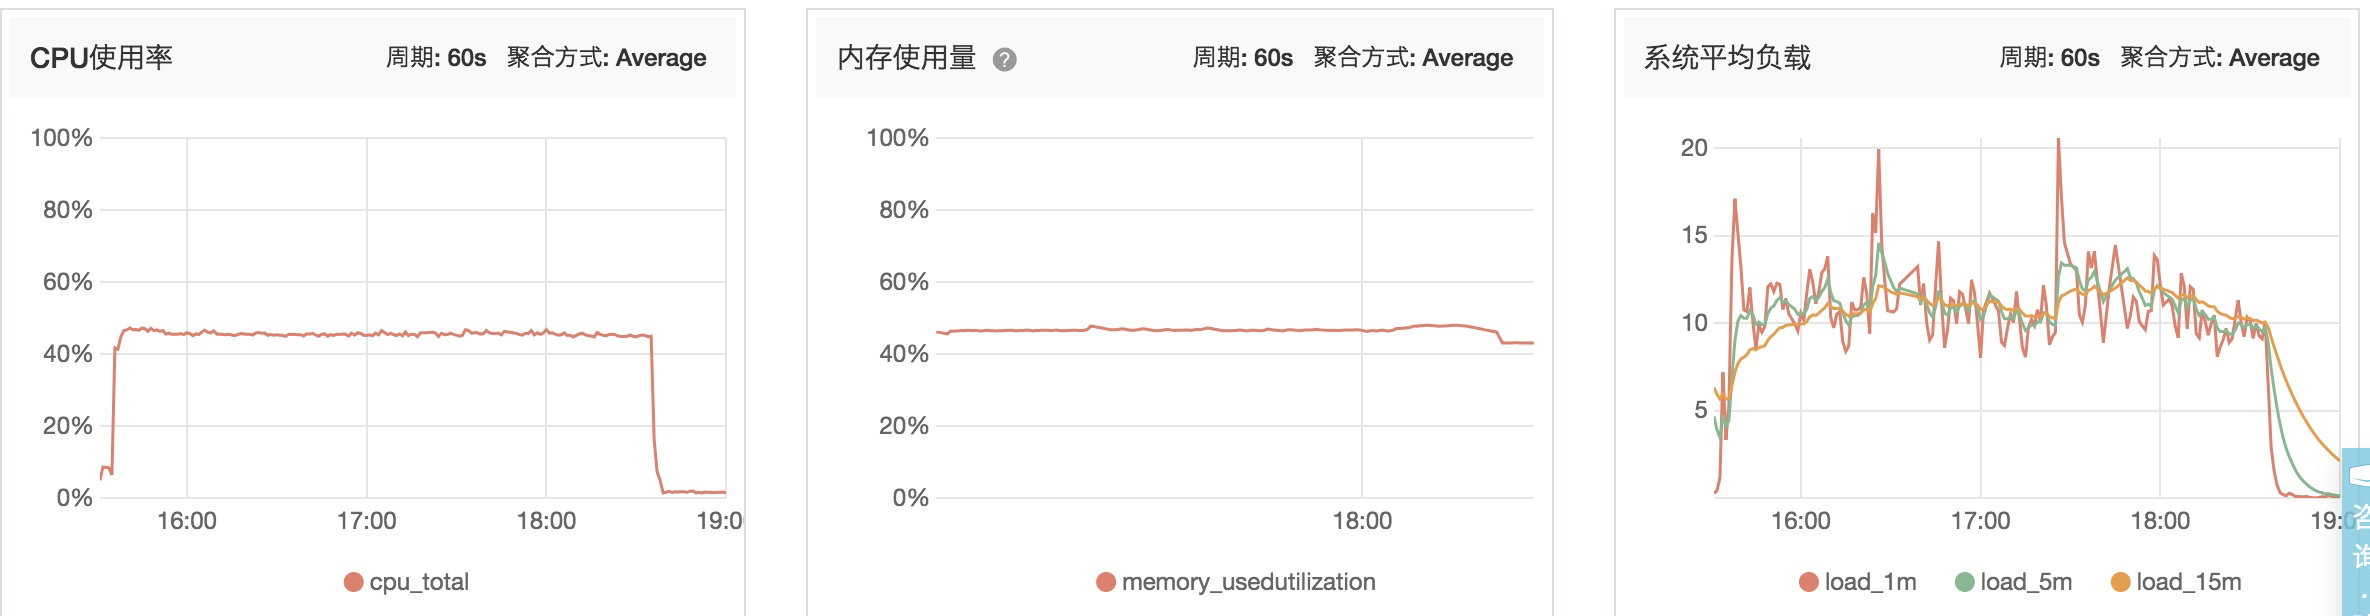 CPU使用率 周期: 60s 聚合方式: Average
100%
80%
60%
40%
20%
0%
16:00 17:00 18:00 19:0
cpu_total
内存使用量 ? 周期: 60s 聚合方式: Average
100%
80%
60%
40%
20%
0%
18:00
memory_usedutilization
系统平均负载 周期: 60s 聚合方式: Average
20
15
10
5
16:00 17:00 18:00 19:0
load_1m load_5m load_15m
咨
询